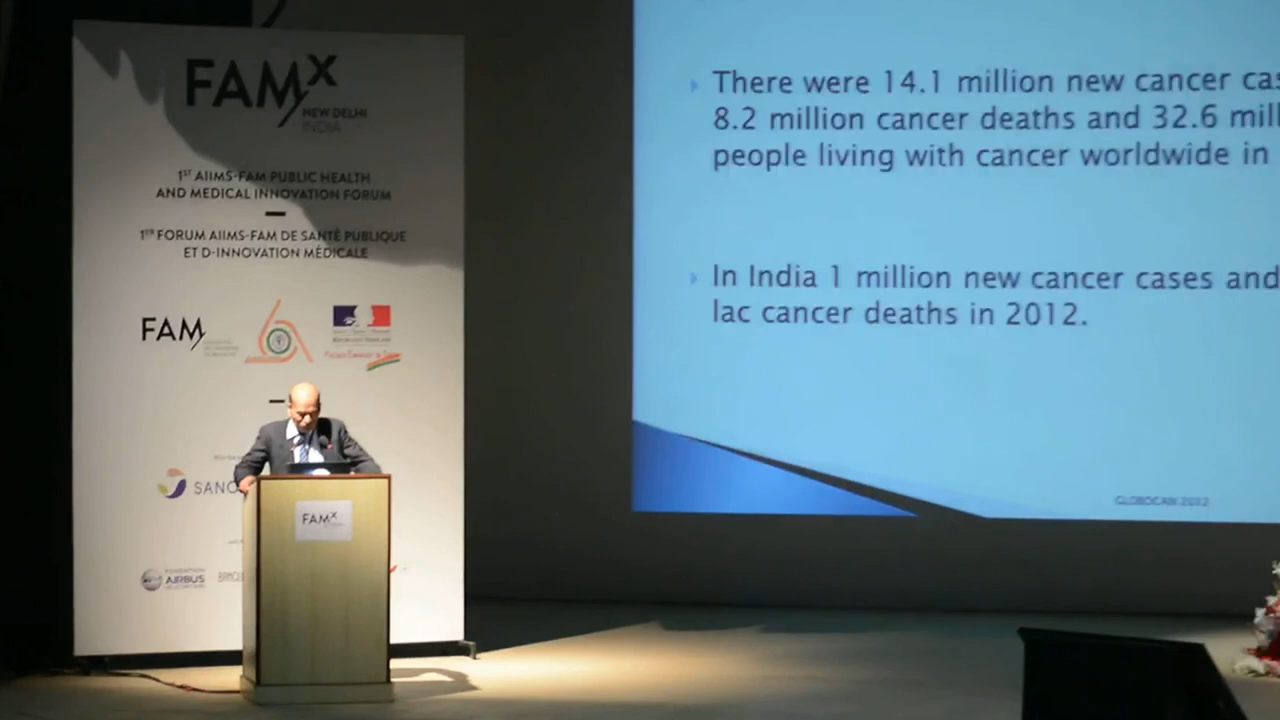 FAMx
NEW DELHI
INDIA
1ST AIIMS-FAM PUBLIC HEALTH
AND MEDICAL INNOVATION FORUM
1ER FORUM AIIMS-FAM DE SANTÉ PUBLIQUE
ET D-INNOVATION MÉDICALE
FAM
SANO
AIRBUS
FAMx
There were 14.1 million new cancer cas
8.2 million cancer deaths and 32.6 mill
people living with cancer worldwide in
In India 1 million new cancer cases and
lac cancer deaths in 2012.
GLOBOCAN 2012